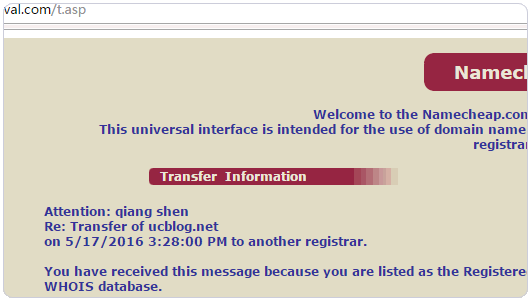 val.com/t.asp
Namec
Welcome to the Namecheap.com
This universal interface is intended for the use of domain name
registrar
Transfer Information
Attention: qiang shen
Re: Transfer of ucblog.net
on 5/17/2016 3:28:00 PM to another registrar.
You have received this message because you are listed as the Registere
WHOIS database.